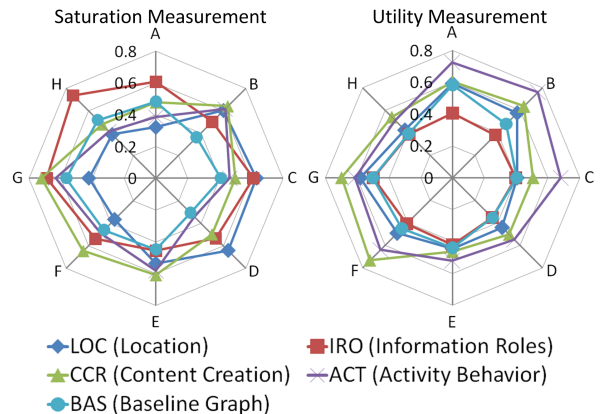 Saturation Measurement
Utility Measurement
A
0.8
0.6
0.4
0.2
0
B
C
D
E
F
G
H
A
0.8
0.6
0.4
0.2
0
B
C
D
E
F
G
H
LOC (Location)
IRO (Information Roles)
CCR (Content Creation)
ACT (Activity Behavior)
BAS (Baseline Graph)